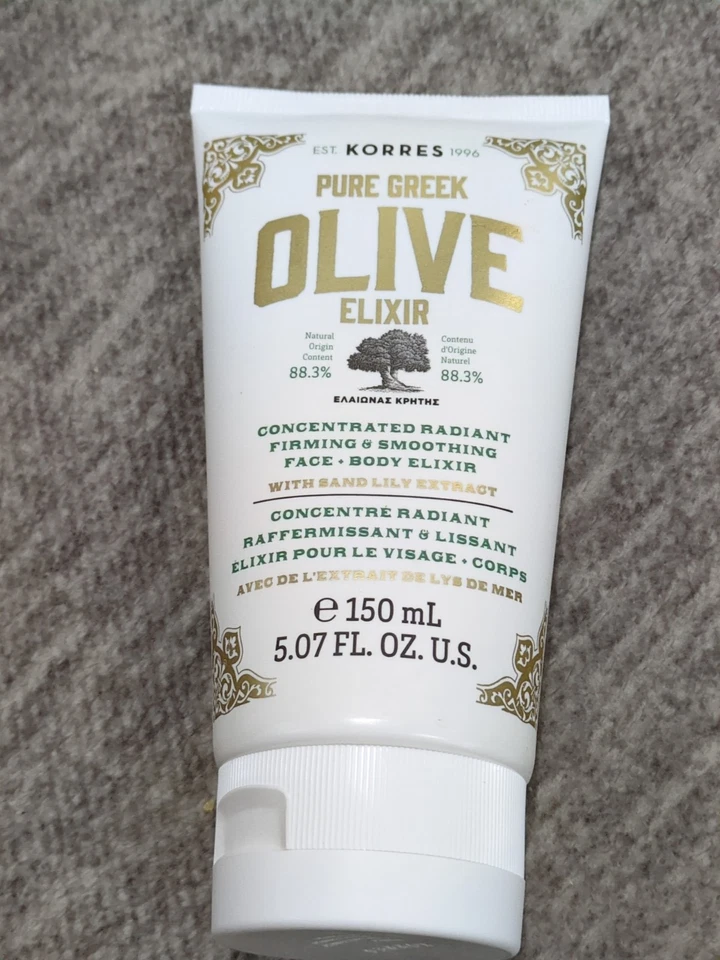 EST. KORRES 1996
PURE GREEK
OLIVE
ELIXIR
Natural
Origin
Content
88.3%
Contenu
d'Origine
Naturel
88.3%
ΕΛΑΙΩΝΑΣ ΚΡΗΤΗΣ
CONCENTRATED RADIANT
FIRMING & SMOOTHING
FACE • BODY ELIXIR
WITH SAND LILY EXTRACT
CONCENTRÉ RADIANT
RAFFERMISSANT & LISSANT
ÉLIXIR POUR LE VISAGE • CORPS
AVEC DE L'EXTRAIT DE LYS DE MER
℮ 150 mL
5.07 FL. OZ. U.S.